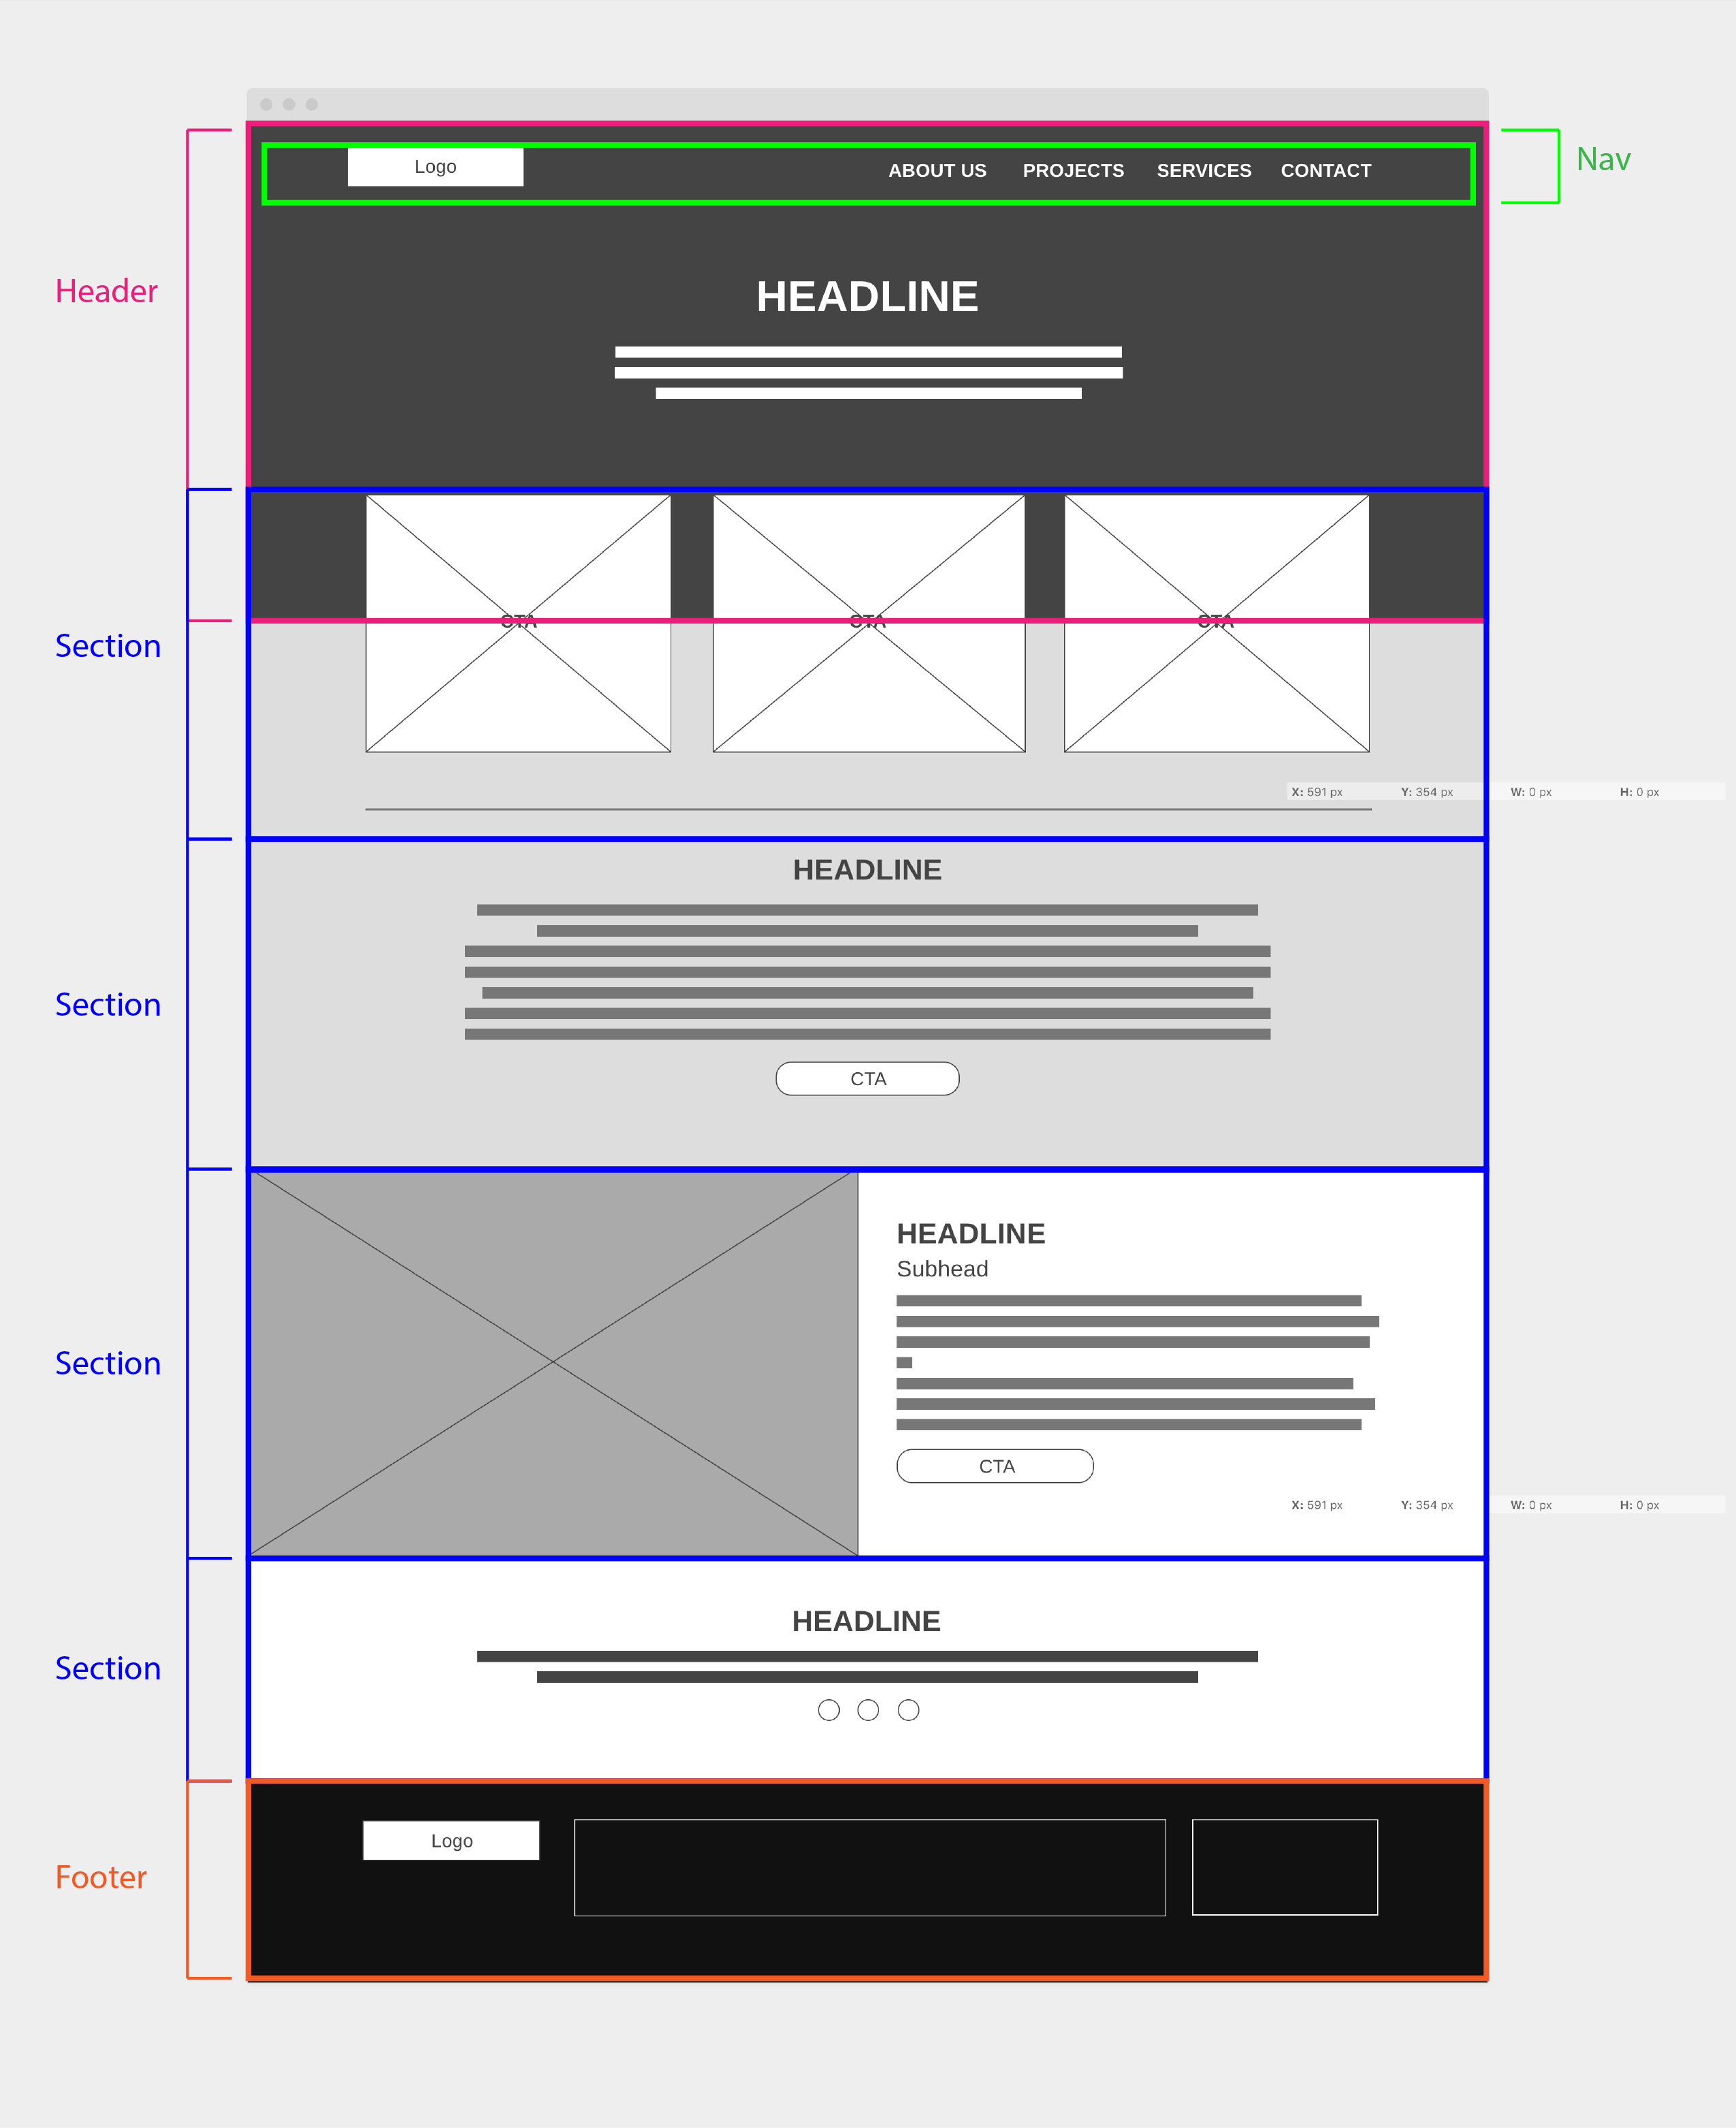 Logo
ABOUT US PROJECTS SERVICES CONTACT
Nav
Header
HEADLINE
CTA CTA CTA
Section
X: 591 px Y: 354 px W: 0 px H: 0 px
HEADLINE
Section
CTA
HEADLINE
Subhead
Section
CTA
X: 591 px Y: 354 px W: 0 px H: 0 px
HEADLINE
Section
Logo
Footer